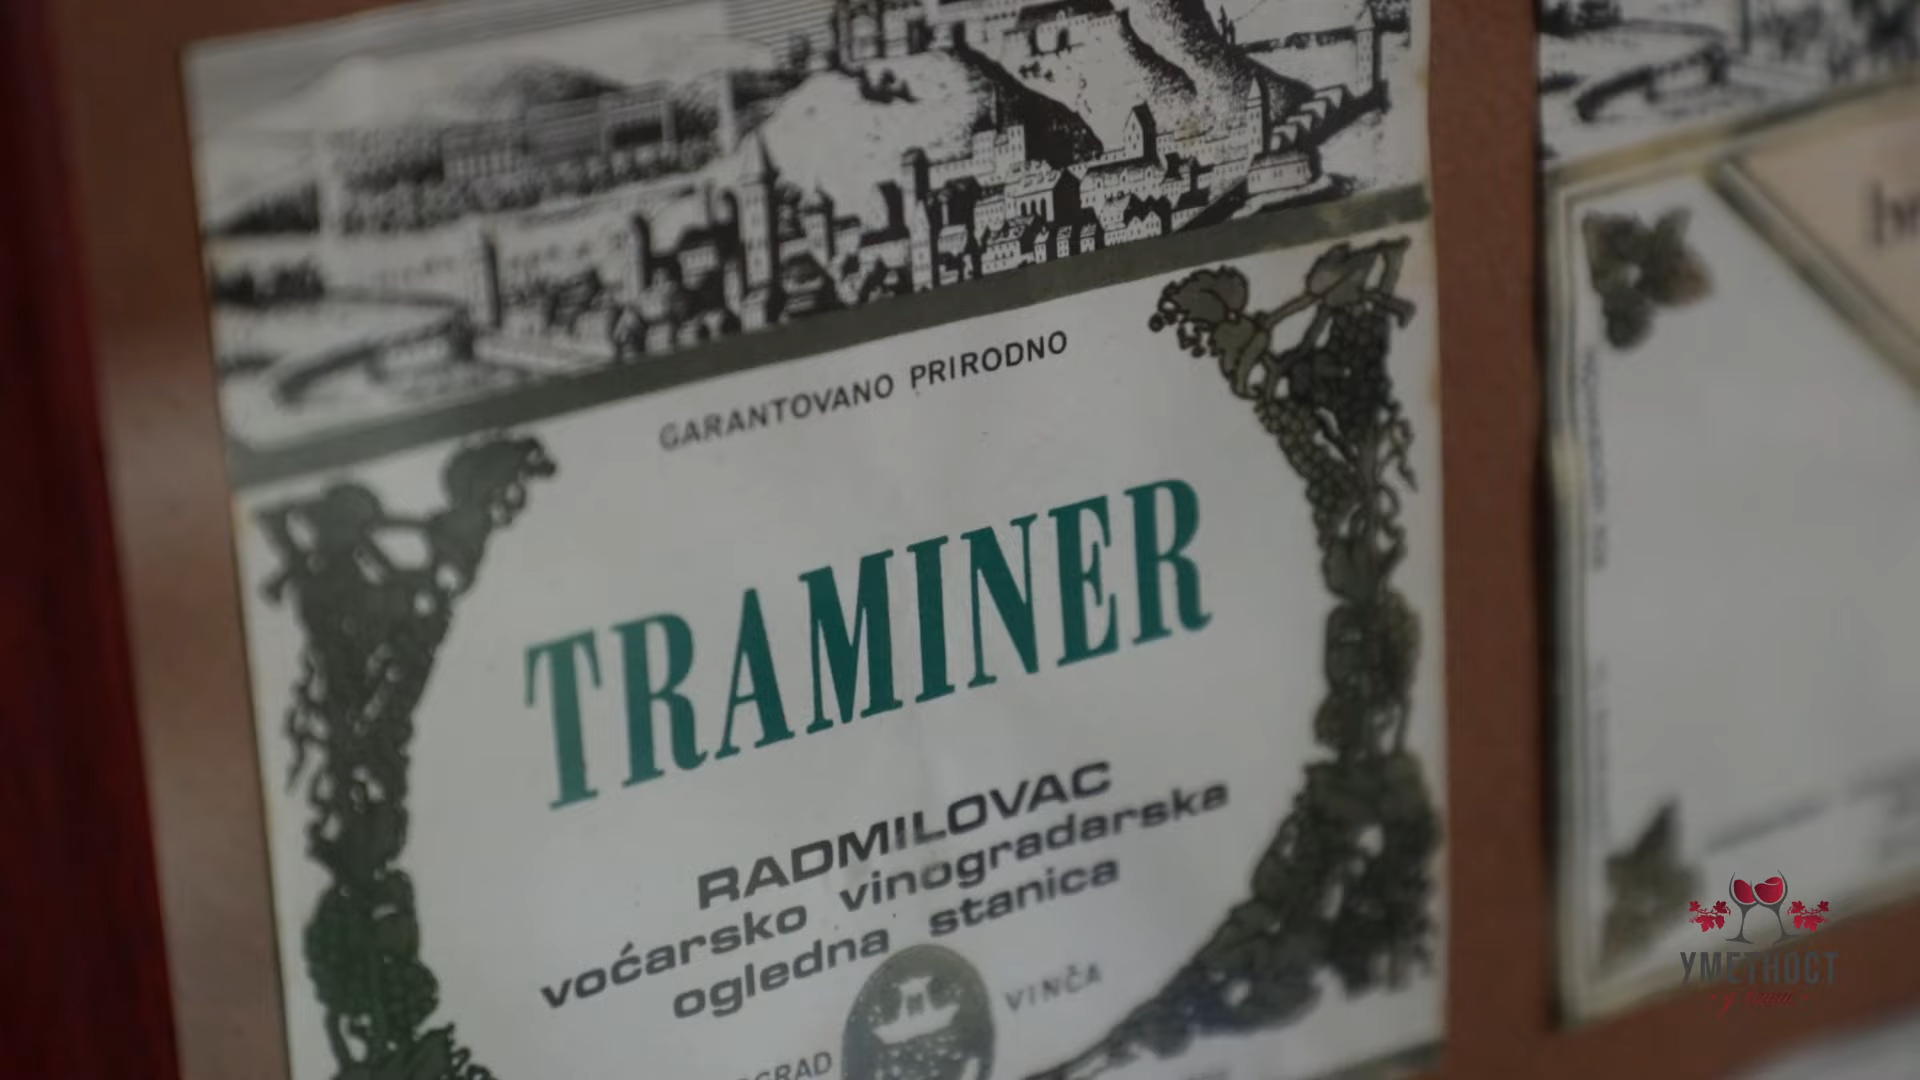 GARANTOVANO PRIRODNO
TRAMINER
RADMILOVAC
voćarsko vinogradarska
ogledna stanica
VINČA
УМЕТНОСТ